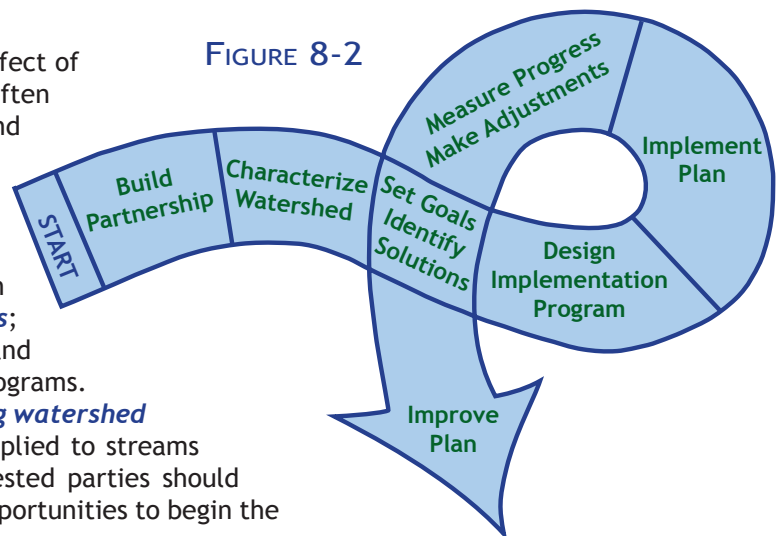 FIGURE 8-2
START
Build
Partnership
Characterize
Watershed
Set Goals
Identify
Solutions
Design
Implementation
Program
Implement
Plan
Measure Progress
Make Adjustments
Improve
Plan
fect of
ften
nd
n
s;
and
ograms.
g watershed
plied to streams
ested parties should
portunities to begin the